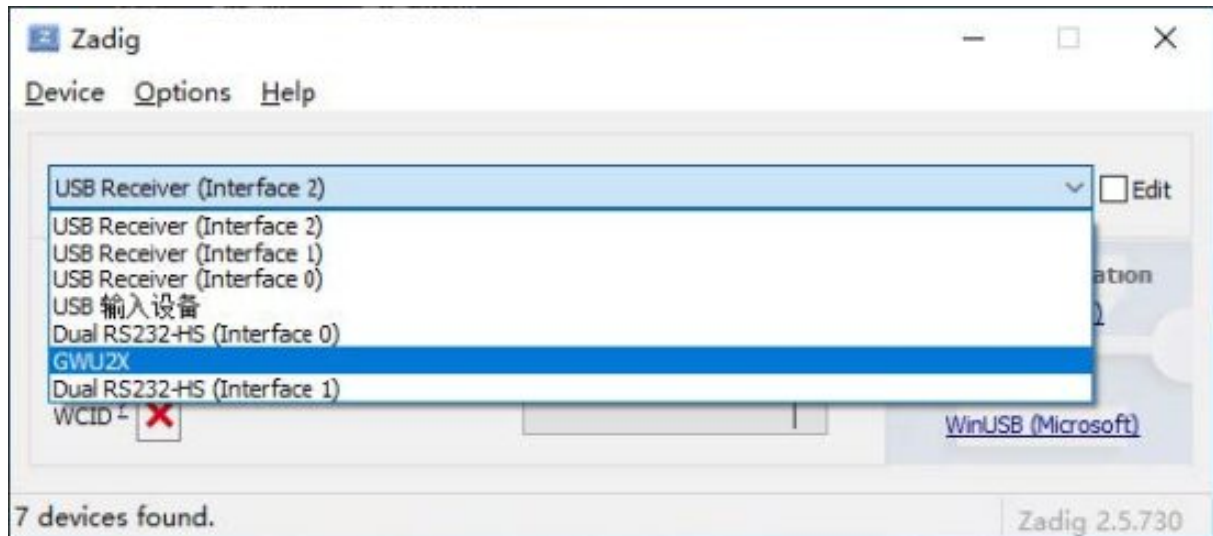 Zadig
Device Options Help
USB Receiver (Interface 2)
Edit
USB Receiver (Interface 2)
USB Receiver (Interface 1)
USB Receiver (Interface 0)
USB 输入设备
Dual RS232-HS (Interface 0)
GWU2X
Dual RS232-HS (Interface 1)
WCID
WinUSB (Microsoft)
7 devices found.
Zadig 2.5.730